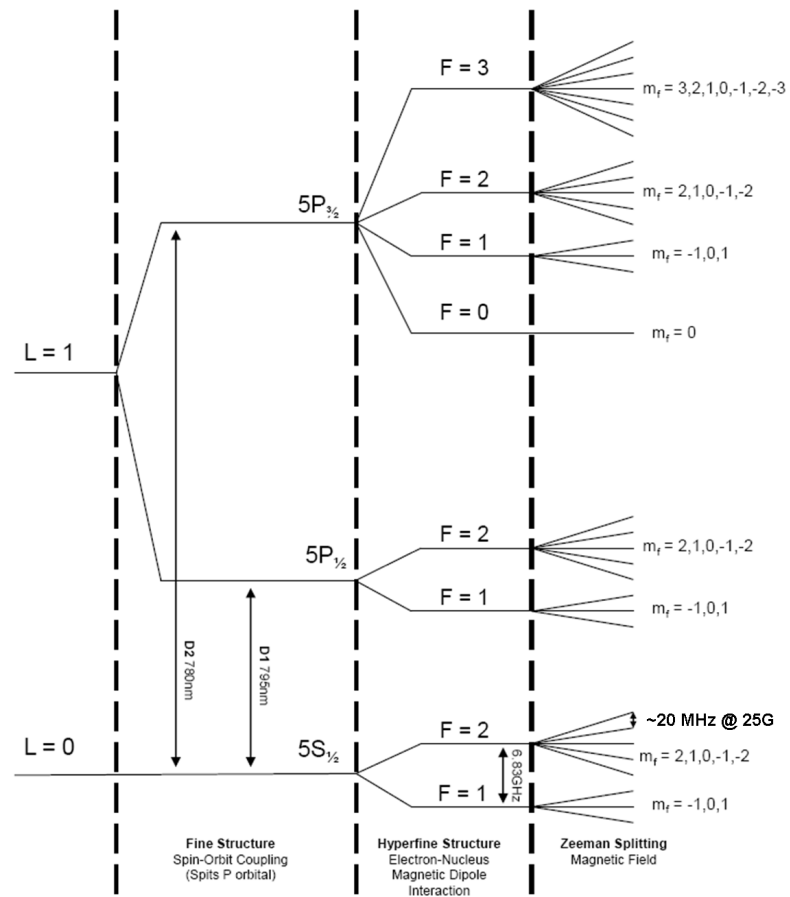 F = 3
m_f = 3,2,1,0,-1,-2,-3
F = 2
m_f = 2,1,0,-1,-2
5P₃⁄₂
F = 1
m_f = -1,0,1
F = 0
m_f = 0
L = 1
F = 2
m_f = 2,1,0,-1,-2
5P½
F = 1
m_f = -1,0,1
D2 780nm
D1 795nm
~20 MHz @ 25G
F = 2
L = 0
5S½
m_f = 2,1,0,-1,-2
6.83GHz
F = 1
m_f = -1,0,1
Fine Structure
Spin-Orbit Coupling
(Spits P orbital)
Hyperfine Structure
Electron-Nucleus
Magnetic Dipole
Interaction
Zeeman Splitting
Magnetic Field